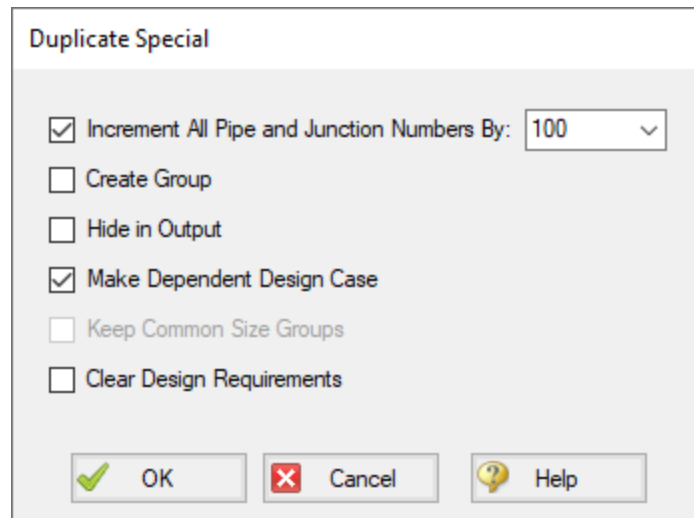 Duplicate Special
Increment All Pipe and Junction Numbers By: 100
Create Group
Hide in Output
Make Dependent Design Case
Keep Common Size Groups
Clear Design Requirements
OK Cancel Help